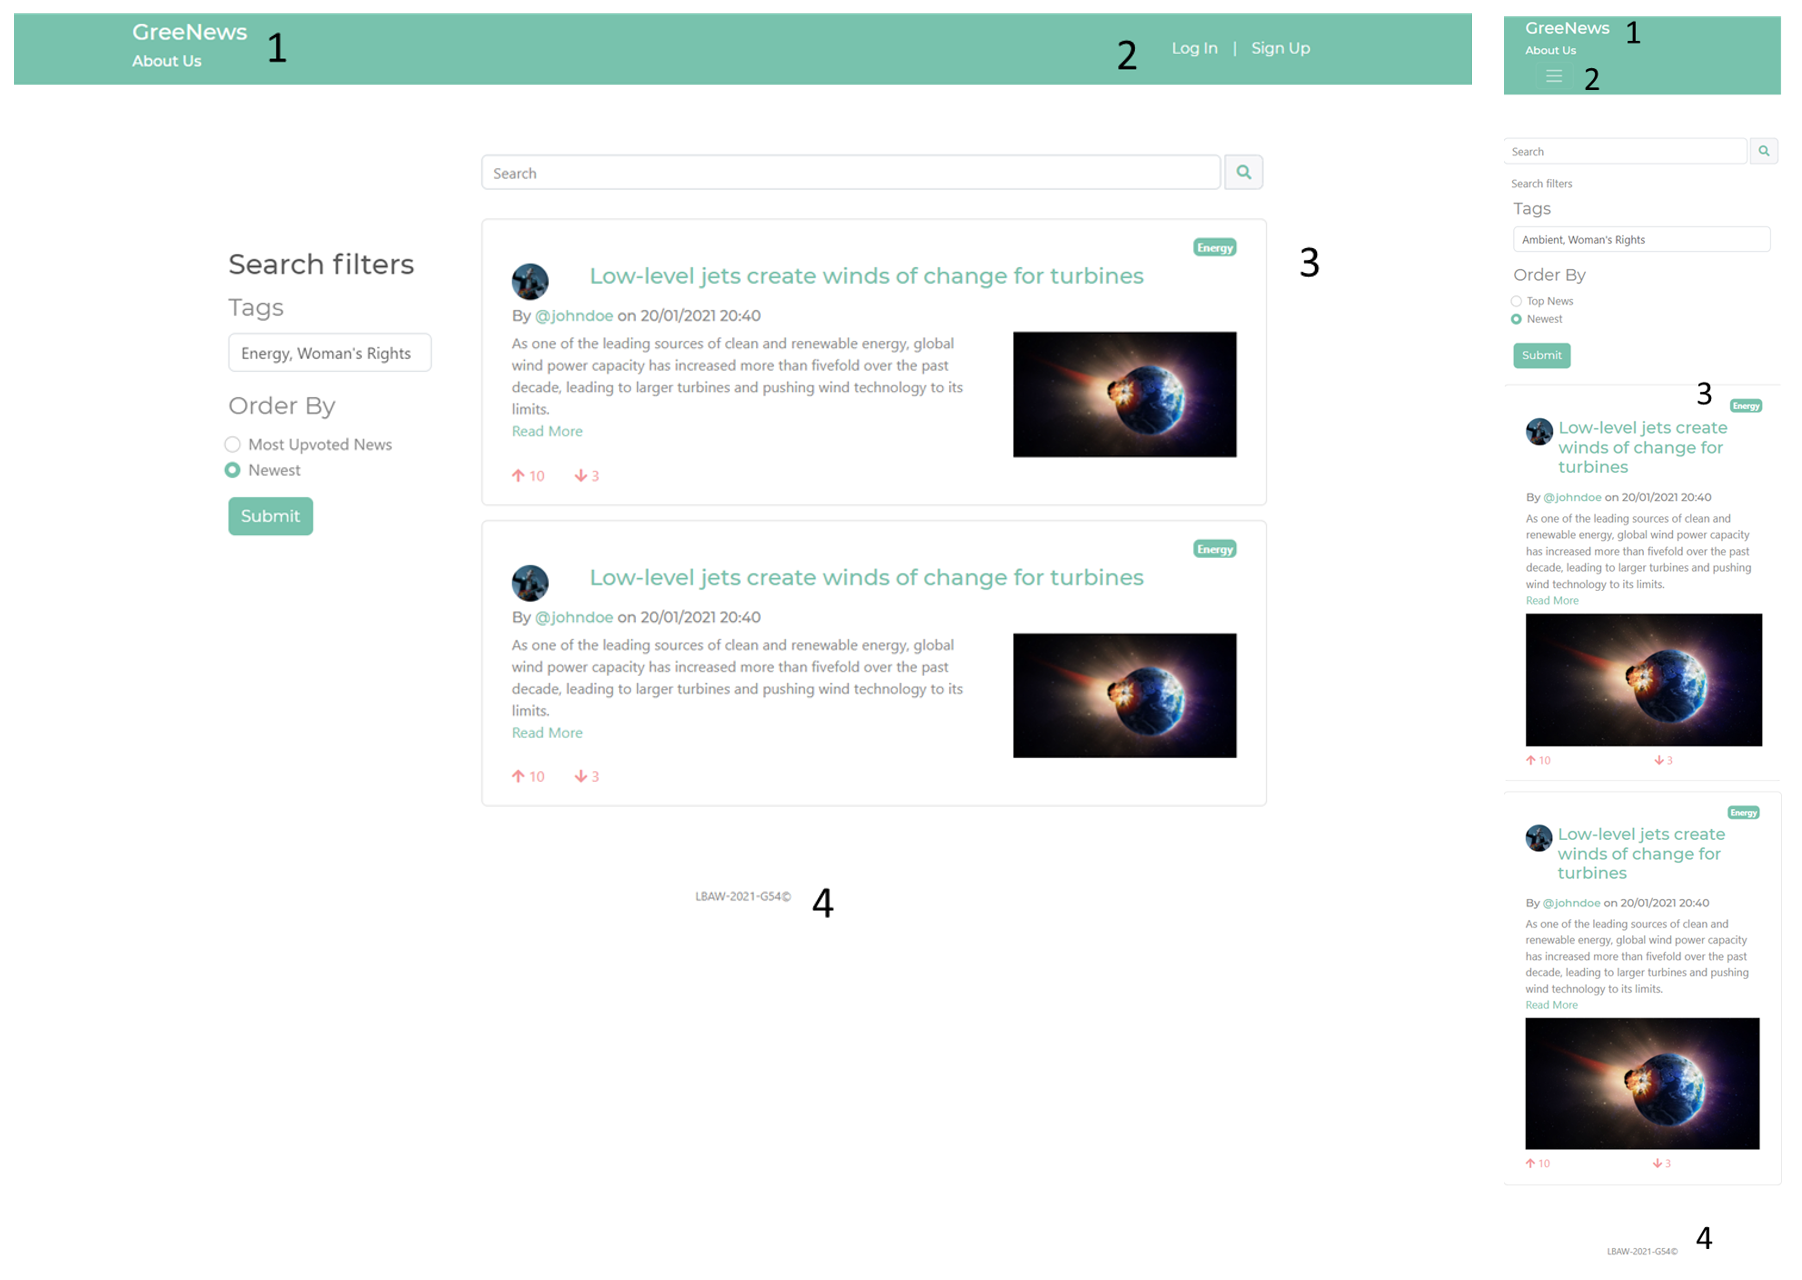 GreeNews
1
About Us
2
Log In | Sign Up
Search
Search filters
Tags
Energy, Woman's Rights
Order By
Most Upvoted News
Newest
Submit
3
Energy
Low-level jets create winds of change for turbines
By @johndoe on 20/01/2021 20:40
As one of the leading sources of clean and renewable energy, global
wind power capacity has increased more than fivefold over the past
decade, leading to larger turbines and pushing wind technology to its
limits.
Read More
10 3
Energy
Low-level jets create winds of change for turbines
By @johndoe on 20/01/2021 20:40
As one of the leading sources of clean and renewable energy, global
wind power capacity has increased more than fivefold over the past
decade, leading to larger turbines and pushing wind technology to its
limits.
Read More
10 3
LBAW-2021-G54©
4
GreeNews
1
About Us
2
Search
Search filters
Tags
Ambient, Woman's Rights
Order By
Top News
Newest
Submit
3
Energy
Low-level jets create
winds of change for
turbines
By @johndoe on 20/01/2021 20:40
As one of the leading sources of clean and
renewable energy, global wind power capacity
has increased more than fivefold over the past
decade, leading to larger turbines and pushing
wind technology to its limits.
Read More
10 3
Energy
Low-level jets create
winds of change for
turbines
By @johndoe on 20/01/2021 20:40
As one of the leading sources of clean and
renewable energy, global wind power capacity
has increased more than fivefold over the past
decade, leading to larger turbines and pushing
wind technology to its limits.
Read More
10 3
4
LBAW-2021-G54©